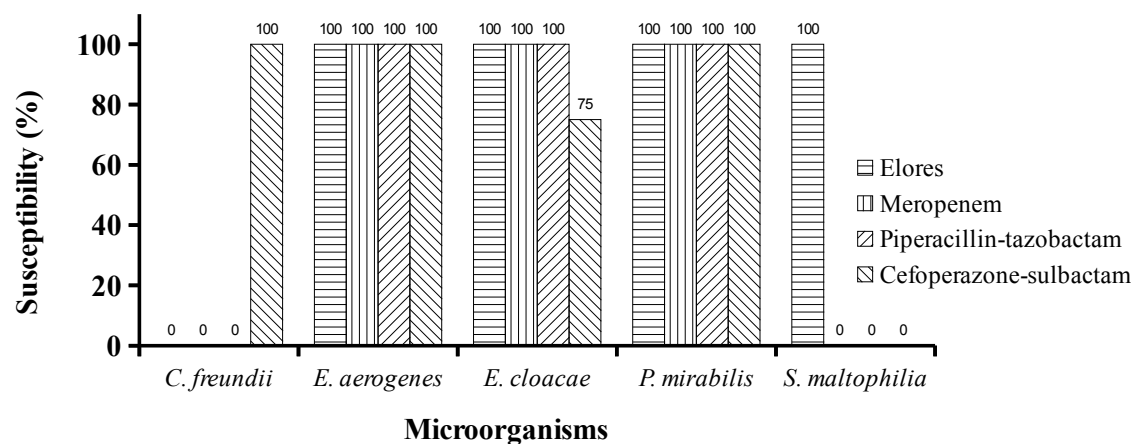 100 100 100 100 100 100 100 100 100 100 100 100 100
75
Susceptibility (%)
100
80
60
40
20
0
0 0 0
0 0 0
Elores
Meropenem
Piperacillin-tazobactam
Cefoperazone-sulbactam
C. freundii E. aerogenes E. cloacae P. mirabilis S. maltophilia
Microorganisms